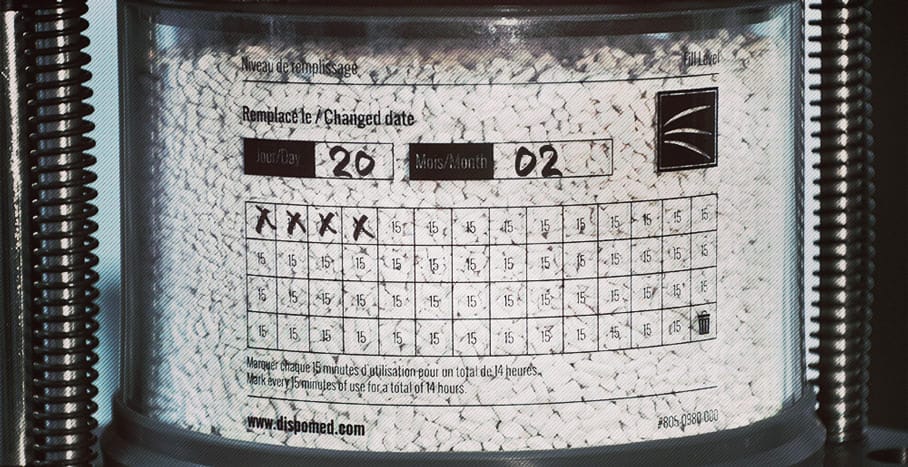 Niveau de remplissage Fill Level
Remplacé le / Changed date
Jour/Day 20 Mois/Month 02
X X X X 15 15 15 15 15 15 15 15 15 15
15 15 15 15 15 15 15 15 15 15 15 15 15 15
15 15 15 15 15 15 15 15 15 15 15 15 15 15
15 15 15 15 15 15 15 15 15 15 15 15 15
Marquer chaque 15 minutes d'utilisation pour un total de 14 heures.
Mark every 15 minutes of use for a total of 14 hours.
www.dispomed.com #805.0980.000